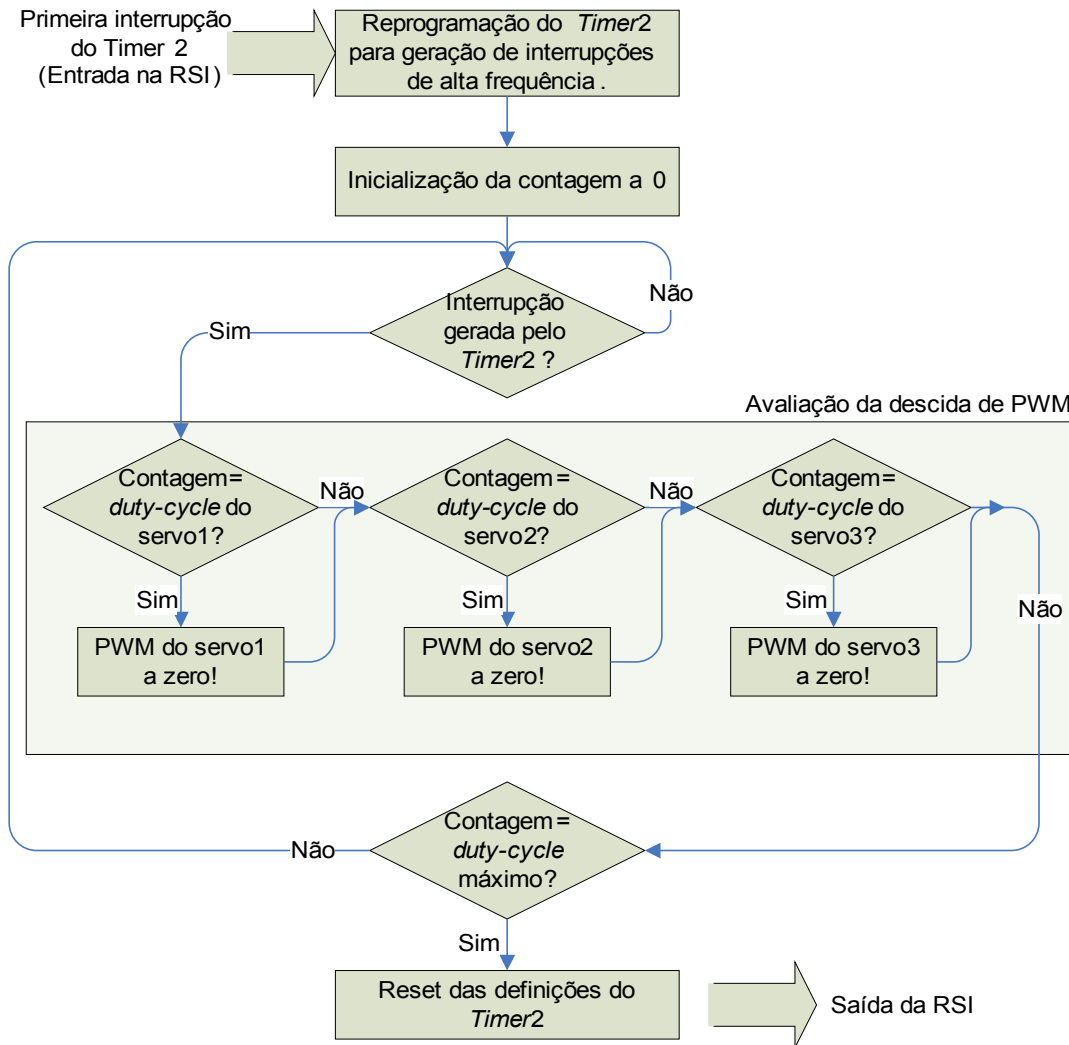 Primeira interrupção
do Timer 2
(Entrada na RSI)
Reprogramação do Timer2
para geração de interrupções
de alta frequência .
Inicialização da contagem a 0
Interrupção
gerada pelo
Timer2 ?
Não
Sim
Avaliação da descida de PWM
Contagem=
duty-cycle do
servo1?
Não
Contagem=
duty-cycle do
servo2?
Não
Contagem=
duty-cycle do
servo3?
Não
Sim
Sim
Sim
PWM do servo1
a zero!
PWM do servo2
a zero!
PWM do servo3
a zero!
Contagem=
duty-cycle
máximo?
Não
Sim
Reset das definições do
Timer2
Saída da RSI